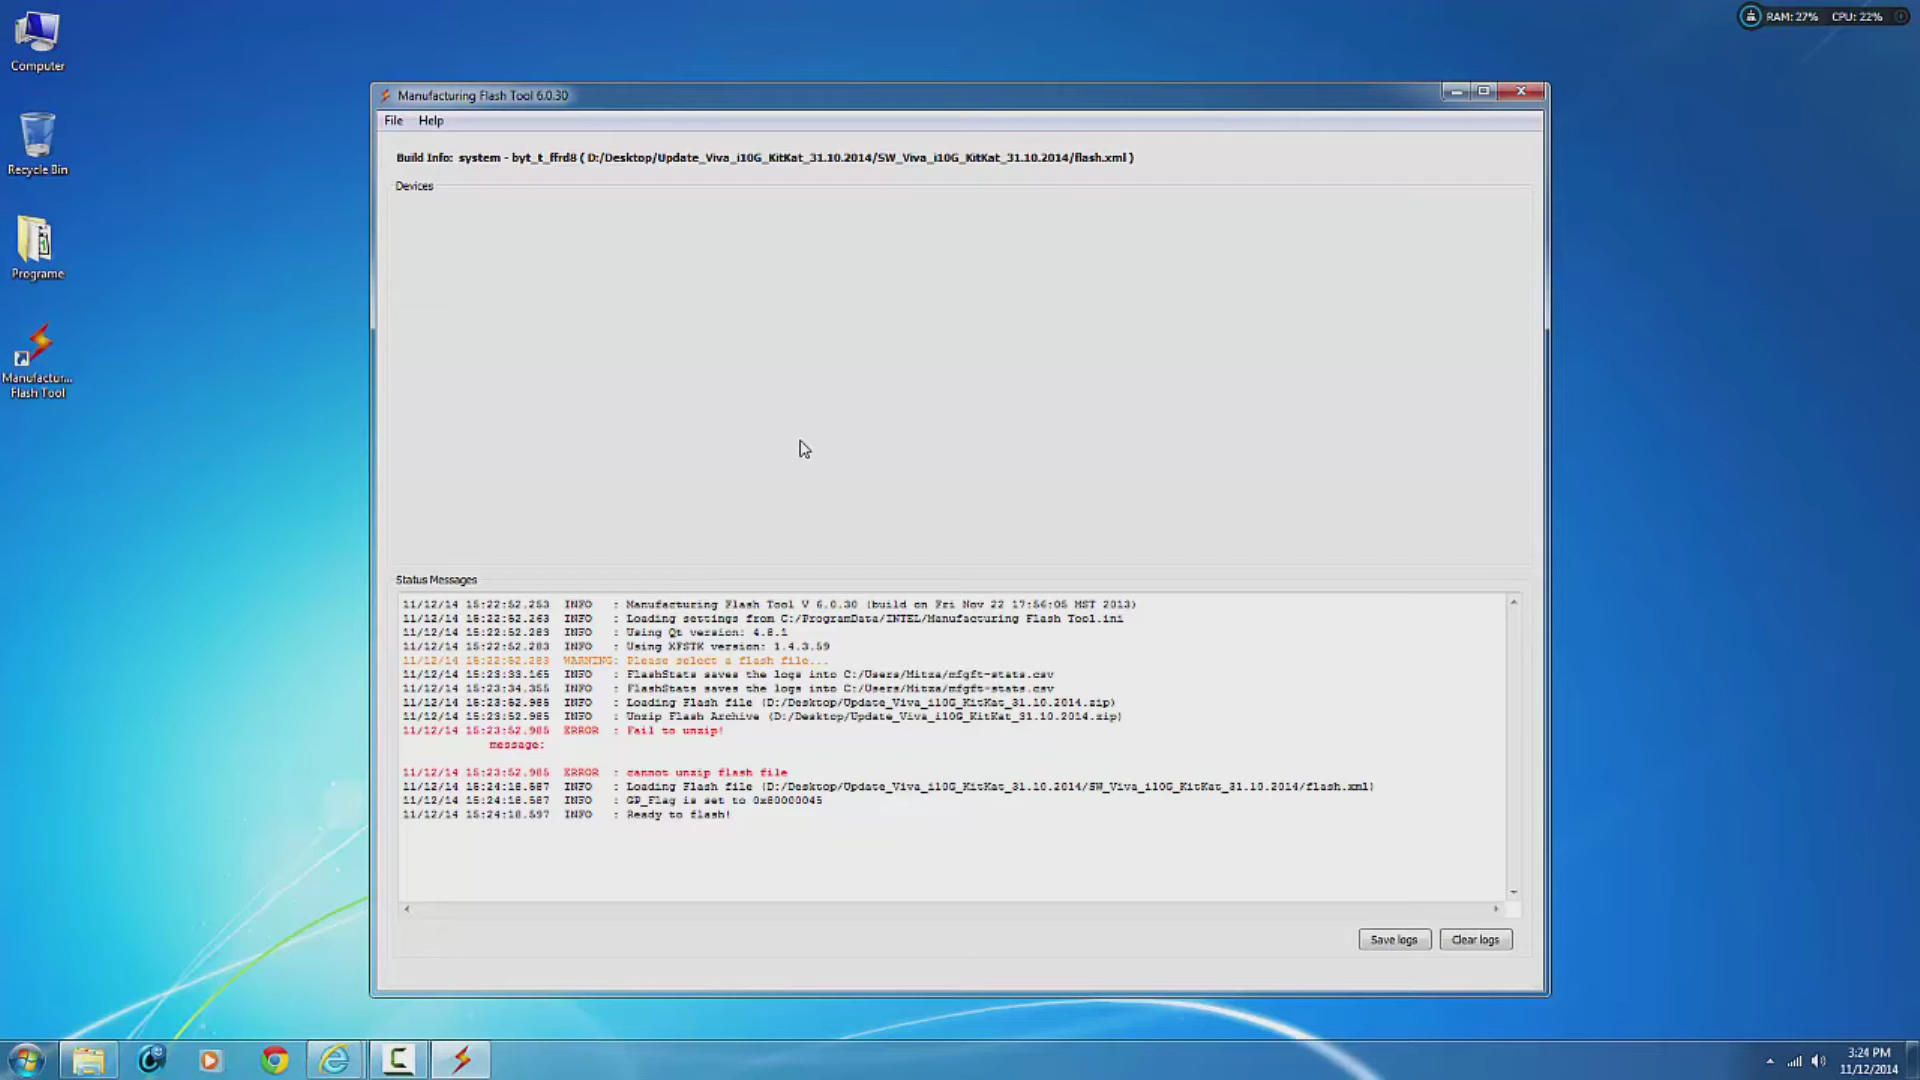 RAM: 27% CPU: 22%
Computer
Recycle Bin
Programe
Manufactur...
Flash Tool
Manufacturing Flash Tool 6.0.30
File Help
Build Info: system - byt_t_ffrd8 ( D:/Desktop/Update_Viva_i10G_KitKat_31.10.2014/SW_Viva_i10G_KitKat_31.10.2014/flash.xml )
Devices
Status Messages
11/12/14 15:22:52.253 INFO : Manufacturing Flash Tool V 6.0.30 (build on Fri Nov 22 17:56:05 MST 2013)
11/12/14 15:22:52.263 INFO : Loading settings from C:/ProgramData/INTEL/Manufacturing Flash Tool.ini
11/12/14 15:22:52.283 INFO : Using Qt version: 4.8.1
11/12/14 15:22:52.283 INFO : Using XFSTK version: 1.4.3.59
11/12/14 15:22:52.283 WARNING: Please select a flash file...
11/12/14 15:23:33.165 INFO : FlashStats saves the logs into C:/Users/Mitza/mfgft-stats.csv
11/12/14 15:23:34.355 INFO : FlashStats saves the logs into C:/Users/Mitza/mfgft-stats.csv
11/12/14 15:23:52.985 INFO : Loading Flash file (D:/Desktop/Update_Viva_i10G_KitKat_31.10.2014.zip)
11/12/14 15:23:52.985 INFO : Unzip Flash Archive (D:/Desktop/Update_Viva_i10G_KitKat_31.10.2014.zip)
11/12/14 15:23:52.985 ERROR : Fail to unzip!
message:
11/12/14 15:23:52.985 ERROR : cannot unzip flash file
11/12/14 15:24:18.587 INFO : Loading Flash file (D:/Desktop/Update_Viva_i10G_KitKat_31.10.2014/SW_Viva_i10G_KitKat_31.10.2014/flash.xml)
11/12/14 15:24:18.587 INFO : GP_Flag is set to 0x80000045
11/12/14 15:24:18.597 INFO : Ready to flash!
Save logs Clear logs
3:24 PM
11/12/2014